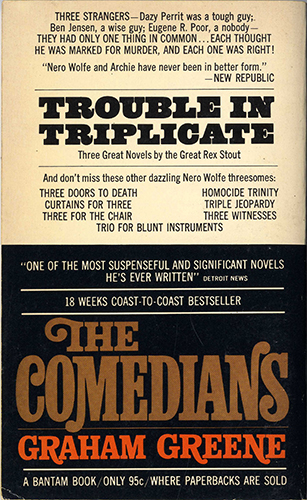 THREE STRANGERS—Dazy Perrit was a tough guy;
Ben Jensen, a wise guy; Eugene R. Poor, a nobody—
THEY HAD ONLY ONE THING IN COMMON...EACH THOUGHT
HE WAS MARKED FOR MURDER, AND EACH ONE WAS RIGHT!
"Nero Wolfe and Archie have never been in better form."
—NEW REPUBLIC
TROUBLE IN
TRIPLICATE
Three Great Novels by the Great Rex Stout
And don't miss these other dazzling Nero Wolfe threesomes:
THREE DOORS TO DEATH
CURTAINS FOR THREE
THREE FOR THE CHAIR
HOMICIDE TRINITY
TRIPLE JEOPARDY
THREE WITNESSES
TRIO FOR BLUNT INSTRUMENTS
"ONE OF THE MOST SUSPENSEFUL AND SIGNIFICANT NOVELS
HE'S EVER WRITTEN" DETROIT NEWS
18 WEEKS COAST-TO-COAST BESTSELLER
THE
COMEDIANS
GRAHAM GREENE
A BANTAM BOOK/ONLY 95c/WHERE PAPERBACKS ARE SOLD